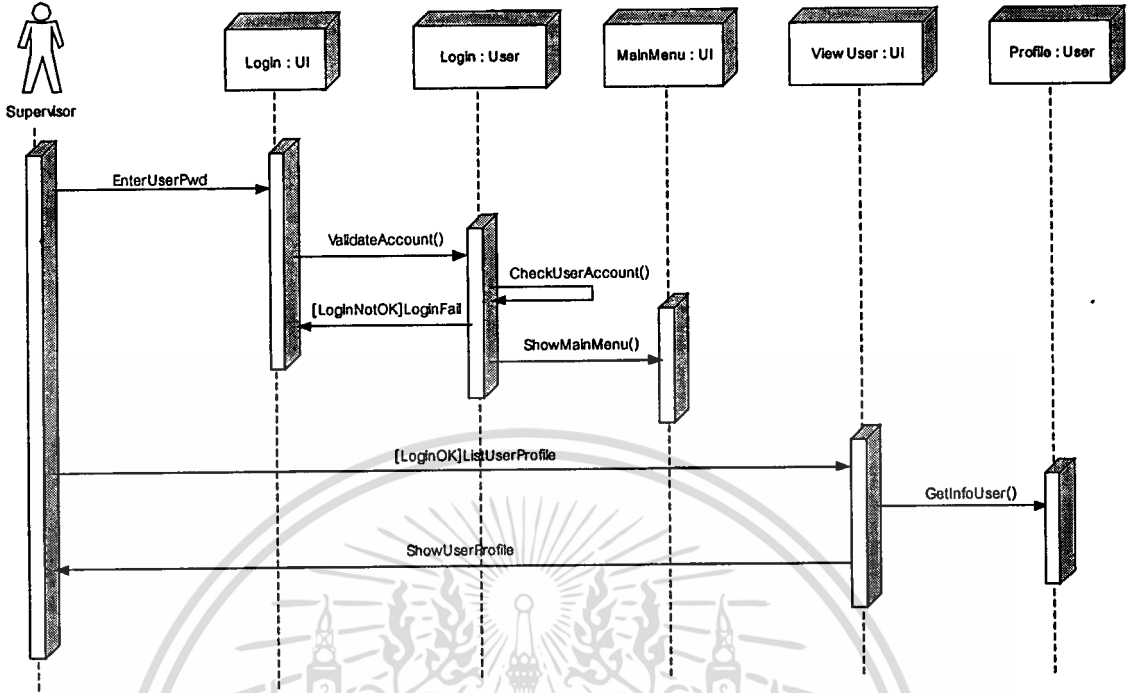 Login : UI
Login : User
MainMenu : UI
View User : UI
Profile : User
Supervisor
EnterUserPwd
ValidateAccount()
CheckUserAccount()
[LoginNotOK]LoginFail
ShowMainMenu()
[LoginOK]ListUserProfile
GetInfoUser()
ShowUserProfile